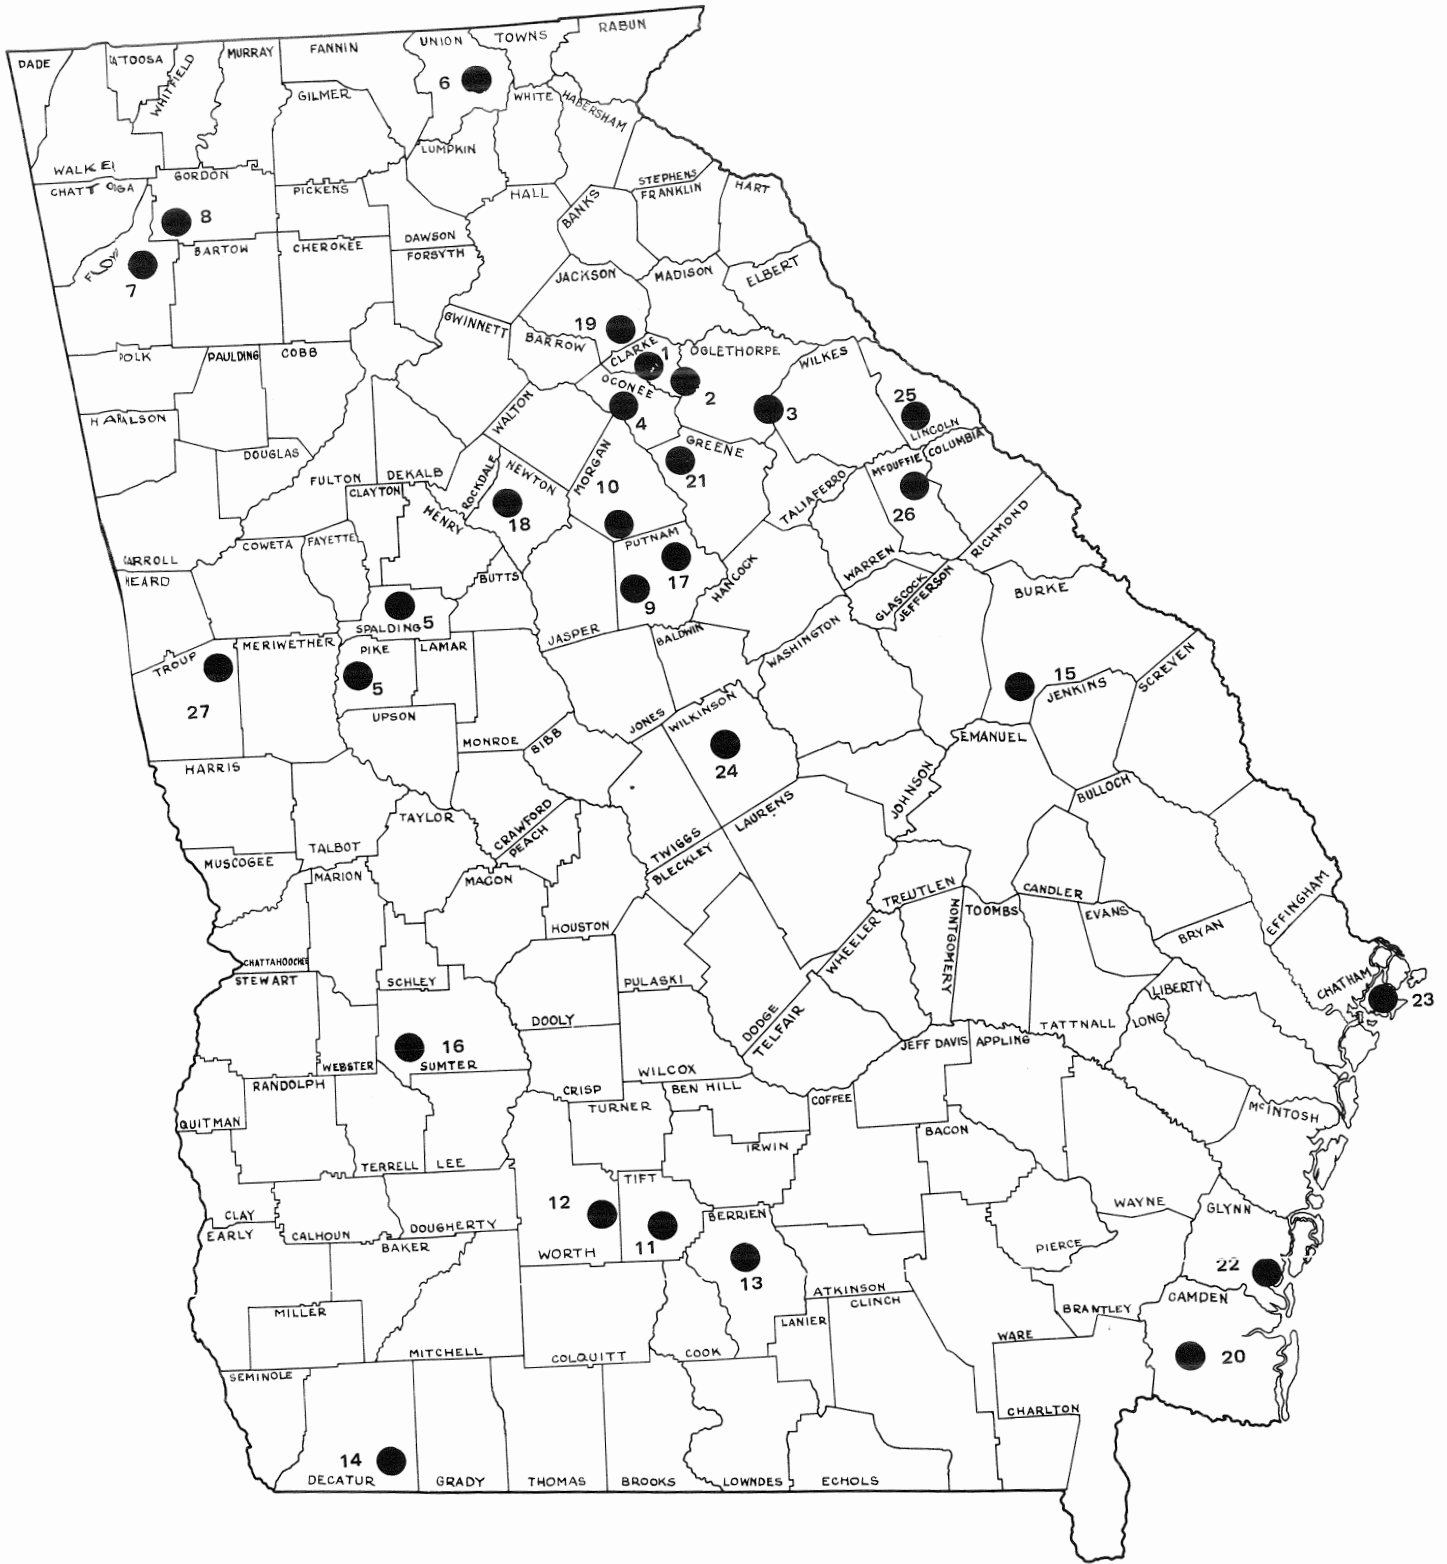 RABUN
TOWNS
UNION
FANNIN
MURRAY
DADE
WHITFIELD
6
GILMER
WHITE
HABERSHAM
LUMPKIN
GORDON
STEPHENS
FRANKLIN
HART
PICKENS
HALL
BANKS
8
DAWSON
FORSYTH
BARTOW
CHEROKEE
JACKSON
MADISON
ELBERT
7
GWINNETT
19
BARROW
CLARKE
1
OGLETHORPE
WILKES
POLK
PAULDING
COBB
OCONEE
2
3
25
LINCOLN
4
WALTON
HARALSON
DOUGLAS
GREENE
COLUMBIA
McDUFFIE
FULTON
DEKALB
CLAYTON
ROCKDALE
NEWTON
MORGAN
10
21
TALIAFERRO
HENRY
18
26
RICHMOND
COWETA
FAYETTE
PUTNAM
17
9
HANCOCK
WARREN
GLASCOCK
JEFFERSON
BURKE
CARROLL
HEARD
BUTTS
SPALDING 5
JASPER
BALDWIN
WASHINGTON
MERIWETHER
PIKE
LAMAR
TROUP
5
15
JENKINS
SCREVEN
27
UPSON
JONES
WILKINSON
MONROE
BIBB
24
EMANUEL
HARRIS
JOHNSON
BULLOCH
TAYLOR
CRAWFORD
PEACH
TWIGGS
BLECKLEY
LAURENS
TALBOT
MUSCOGEE
MARION
MACON
TREUTLEN
CANDLER
MONTGOMERY
TOOMBS
EVANS
EFFINGHAM
HOUSTON
WHEELER
BRYAN
CHATTAHOOCHEE
STEWART
SCHLEY
PULASKI
LIBERTY
CHATHAM
23
DOOLY
DODGE
TELFAIR
TATTNALL
LONG
16
SUMTER
JEFF DAVIS
APPLING
WEBSTER
RANDOLPH
CRISP
WILCOX
BEN HILL
TURNER
COFFEE
McINTOSH
QUITMAN
BACON
IRWIN
TERRELL
LEE
TIFT
12
WAYNE
GLYNN
CLAY
EARLY
CALHOUN
DOUGHERTY
BERRIEN
BAKER
WORTH
11
PIERCE
22
13
ATKINSON
CLINCH
CAMDEN
MILLER
LANIER
BRANTLEY
WARE
MITCHELL
COLQUITT
COOK
20
SEMINOLE
CHARLTON
14
DECATUR
GRADY
THOMAS
BROOKS
LOWNDES
ECHOLS